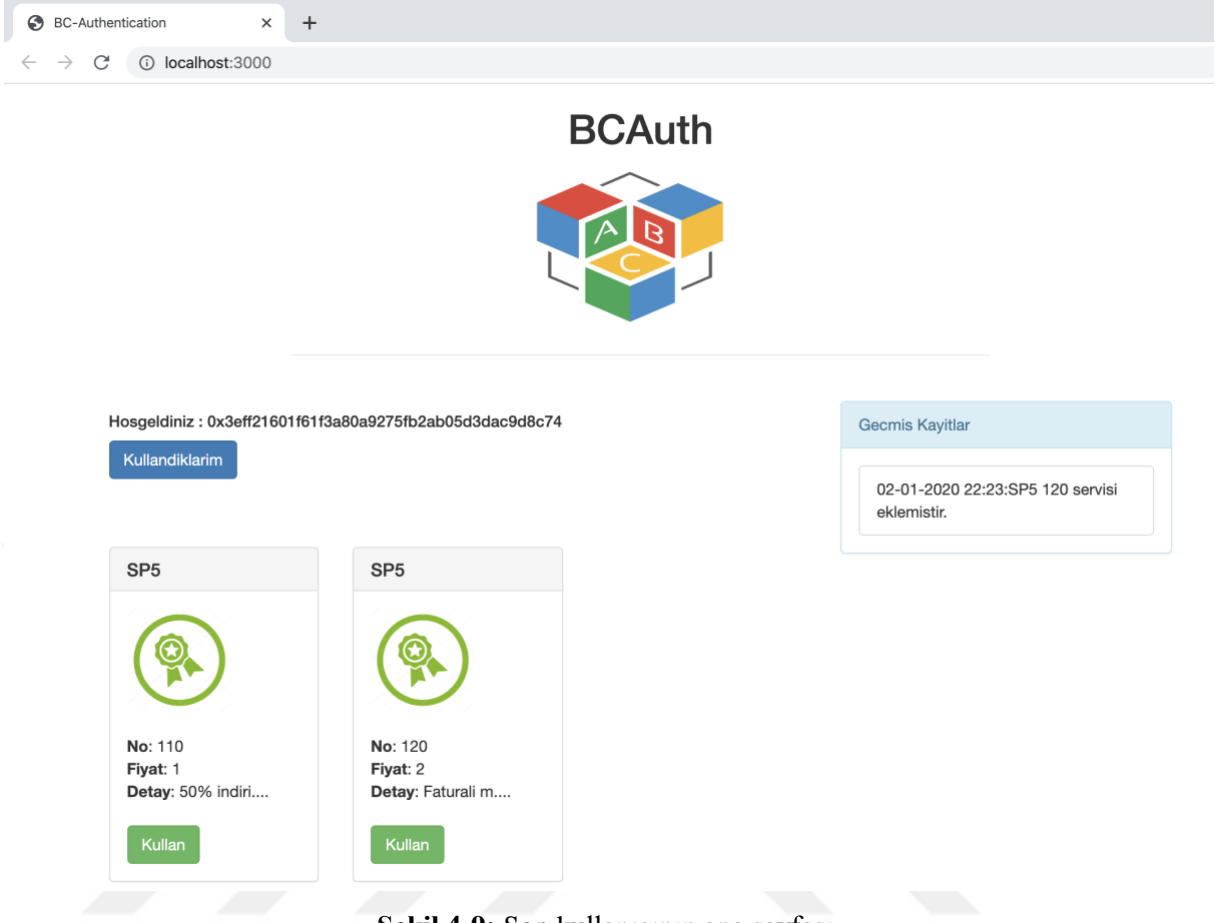 BC-Authentication
localhost:3000
BCAuth
A B
C
Hosgeldiniz : 0x3eff21601f61f3a80a9275fb2ab05d3dac9d8c74
Kullandiklarim
Gecmis Kayitlar
02-01-2020 22:23:SP5 120 servisi
eklemistir.
SP5
No: 110
Fiyat: 1
Detay: 50% indiri....
Kullan
SP5
No: 120
Fiyat: 2
Detay: Faturali m....
Kullan